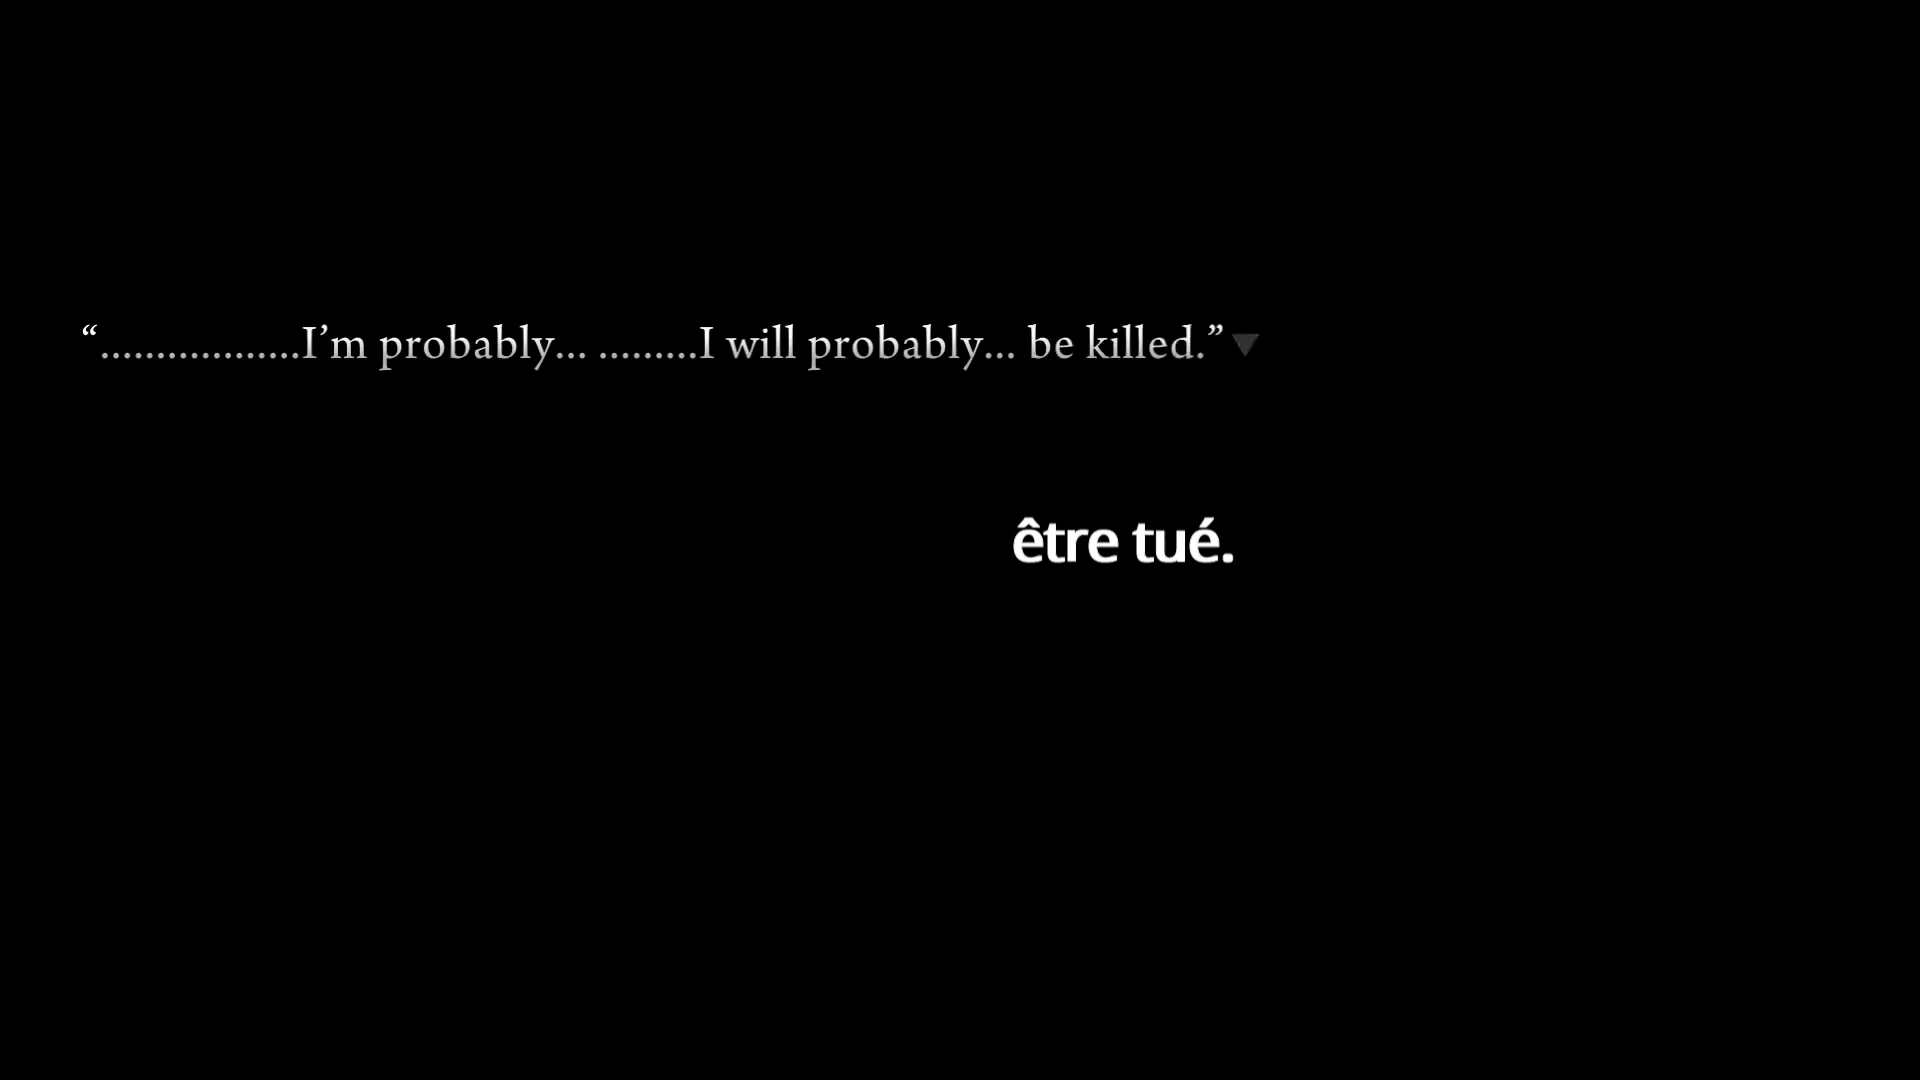 “..................I’m probably... .........I will probably... be killed.”
être tué.